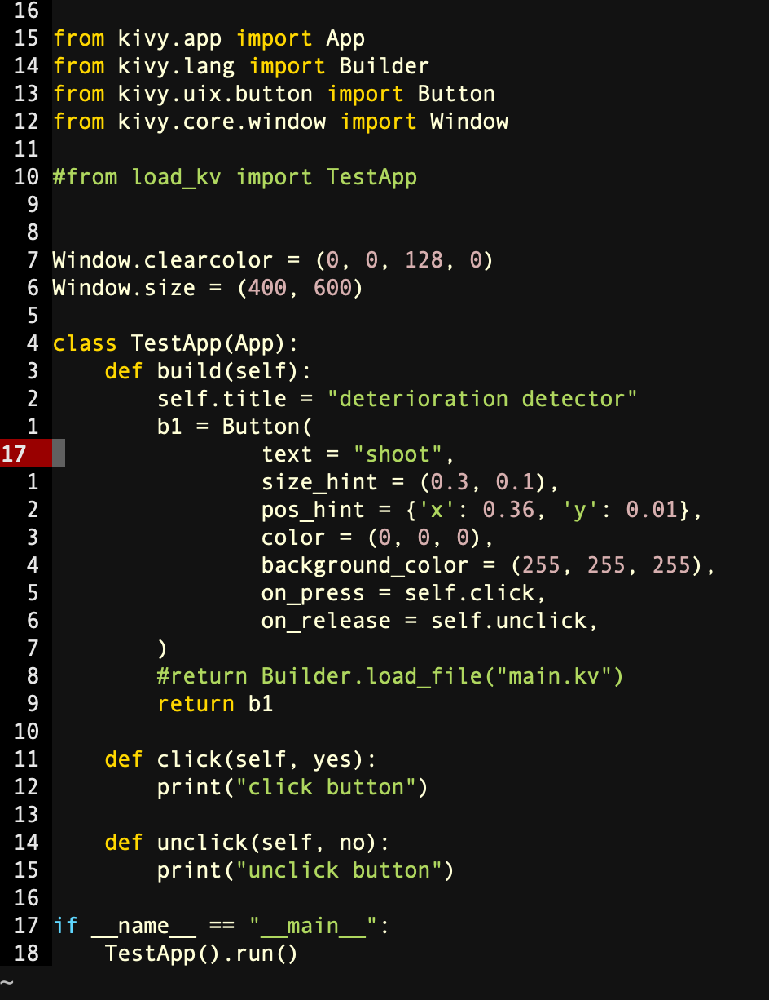 16
15 from kivy.app import App
14 from kivy.lang import Builder
13 from kivy.uix.button import Button
12 from kivy.core.window import Window
11
10 #from load_kv import TestApp
9
8
7 Window.clearcolor = (0, 0, 128, 0)
6 Window.size = (400, 600)
5
4 class TestApp(App):
3     def build(self):
2         self.title = "deterioration detector"
1         b1 = Button(
17                 text = "shoot",
1                 size_hint = (0.3, 0.1),
2                 pos_hint = {'x': 0.36, 'y': 0.01},
3                 color = (0, 0, 0),
4                 background_color = (255, 255, 255),
5                 on_press = self.click,
6                 on_release = self.unclick,
7         )
8         #return Builder.load_file("main.kv")
9         return b1
10
11     def click(self, yes):
12         print("click button")
13
14     def unclick(self, no):
15         print("unclick button")
16
17 if __name__ == "__main__":
18     TestApp().run()
~